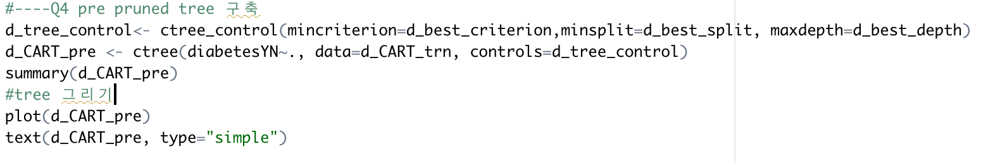 #----Q4 pre pruned tree 구축
d_tree_control<- ctree_control(mincriterion=d_best_criterion,minsplit=d_best_split, maxdepth=d_best_depth)
d_CART_pre <- ctree(diabetesYN~., data=d_CART_trn, controls=d_tree_control)
summary(d_CART_pre)
#tree 그리기
plot(d_CART_pre)
text(d_CART_pre, type="simple")